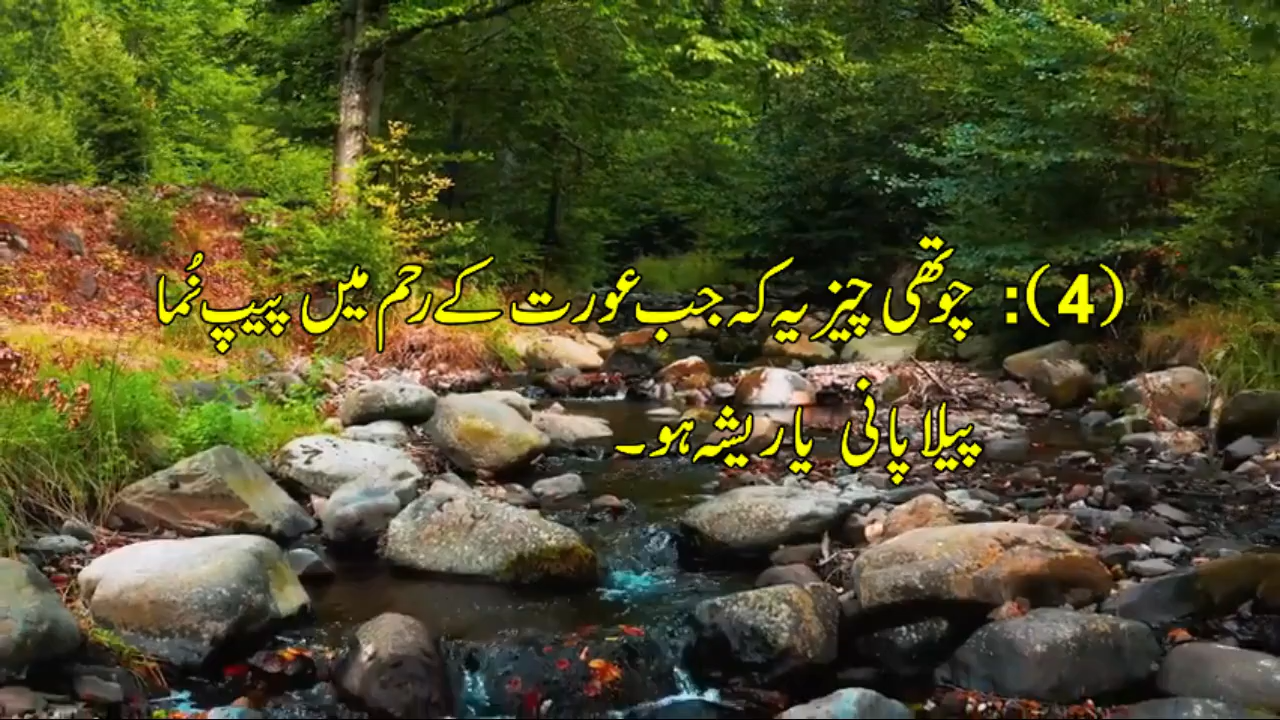 (4): چوتھی چیز یہ کہ جب عورت کے رحم میں پیپ نُما
پیلا پانی یا ریشہ ہو۔